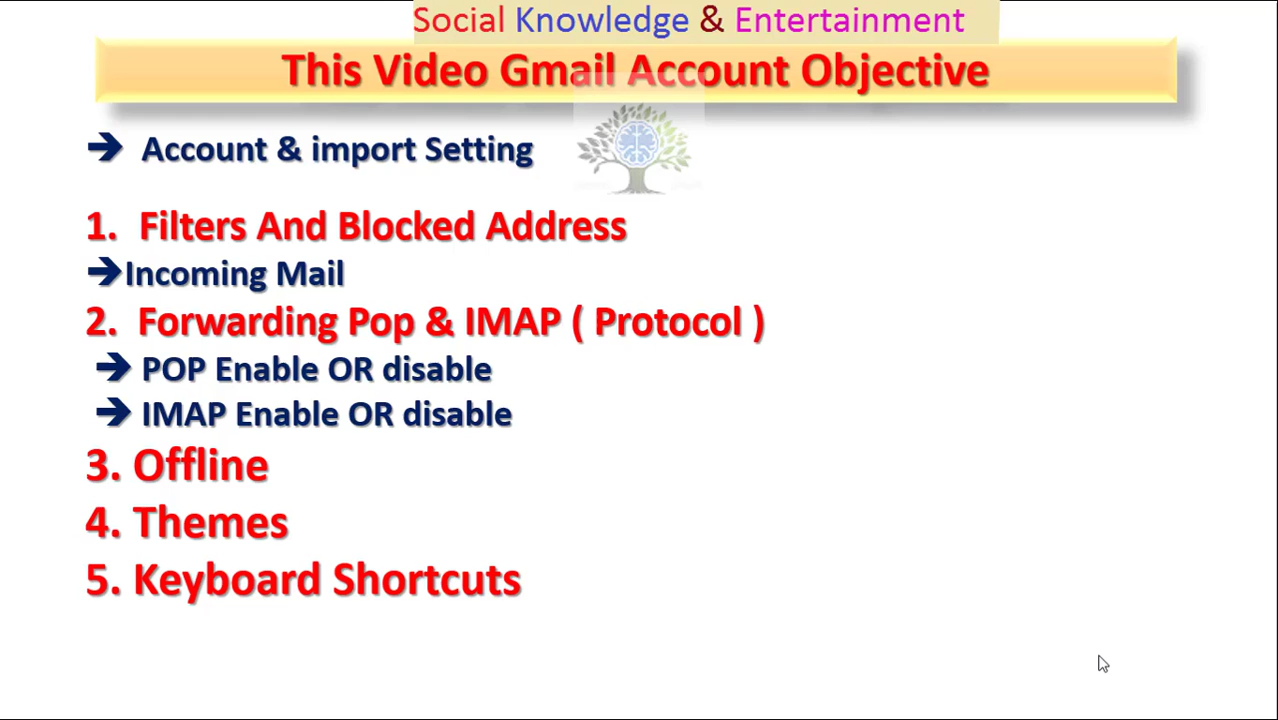 Social Knowledge & Entertainment
This Video Gmail Account Objective
➔ Account & import Setting
1. Filters And Blocked Address
➔Incoming Mail
2. Forwarding Pop & IMAP ( Protocol )
➔ POP Enable OR disable
➔ IMAP Enable OR disable
3. Offline
4. Themes
5. Keyboard Shortcuts